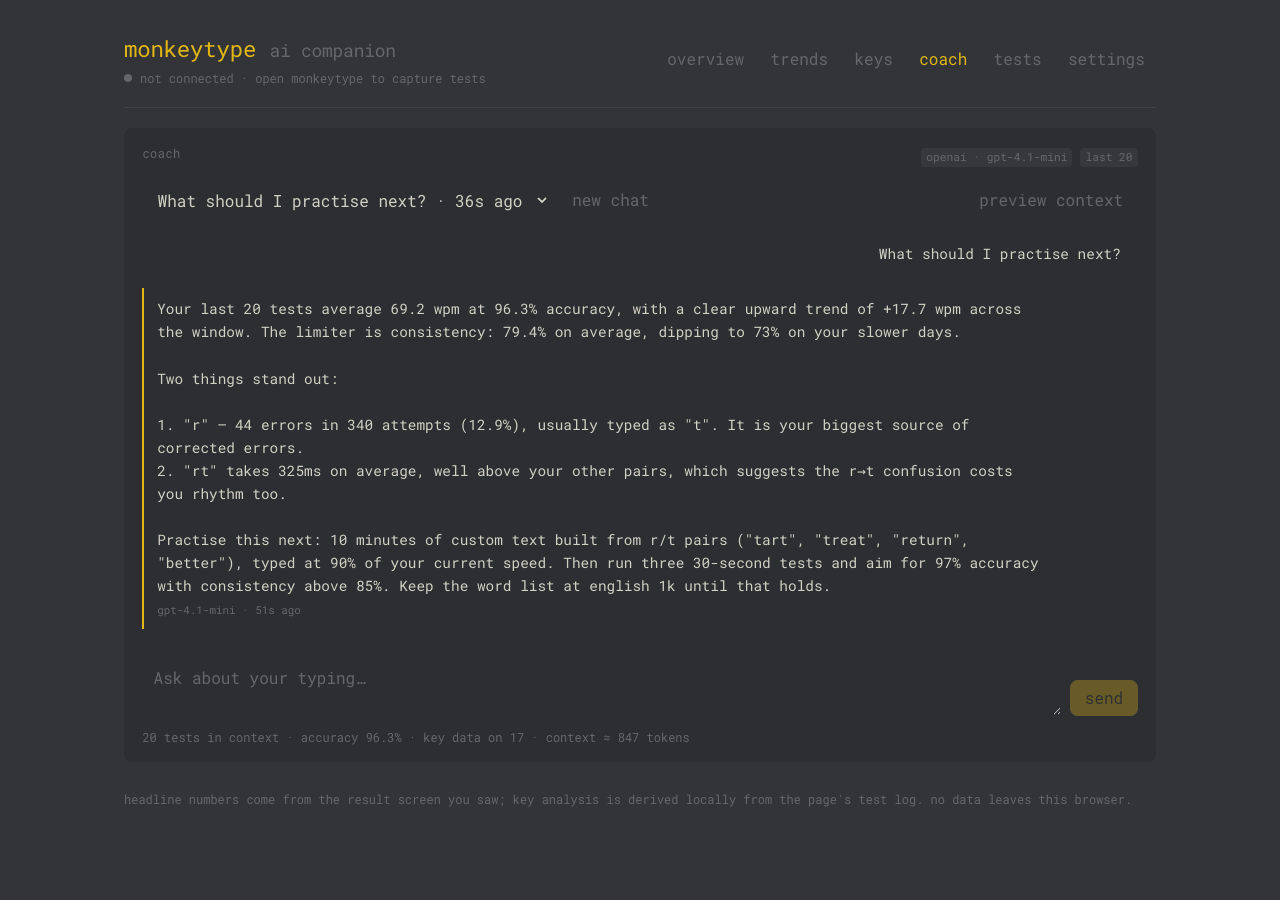 monkeytype ai companion
not connected · open monkeytype to capture tests
overview trends keys coach tests settings
coach
openai · gpt-4.1-mini last 20
What should I practise next? · 36s ago new chat preview context
What should I practise next?
Your last 20 tests average 69.2 wpm at 96.3% accuracy, with a clear upward trend of +17.7 wpm across
the window. The limiter is consistency: 79.4% on average, dipping to 73% on your slower days.
Two things stand out:
1. "r" — 44 errors in 340 attempts (12.9%), usually typed as "t". It is your biggest source of
corrected errors.
2. "rt" takes 325ms on average, well above your other pairs, which suggests the r→t confusion costs
you rhythm too.
Practise this next: 10 minutes of custom text built from r/t pairs ("tart", "treat", "return",
"better"), typed at 90% of your current speed. Then run three 30-second tests and aim for 97% accuracy
with consistency above 85%. Keep the word list at english 1k until that holds.
gpt-4.1-mini · 51s ago
Ask about your typing…
send
20 tests in context · accuracy 96.3% · key data on 17 · context ≈ 847 tokens
headline numbers come from the result screen you saw; key analysis is derived locally from the page's test log. no data leaves this browser.